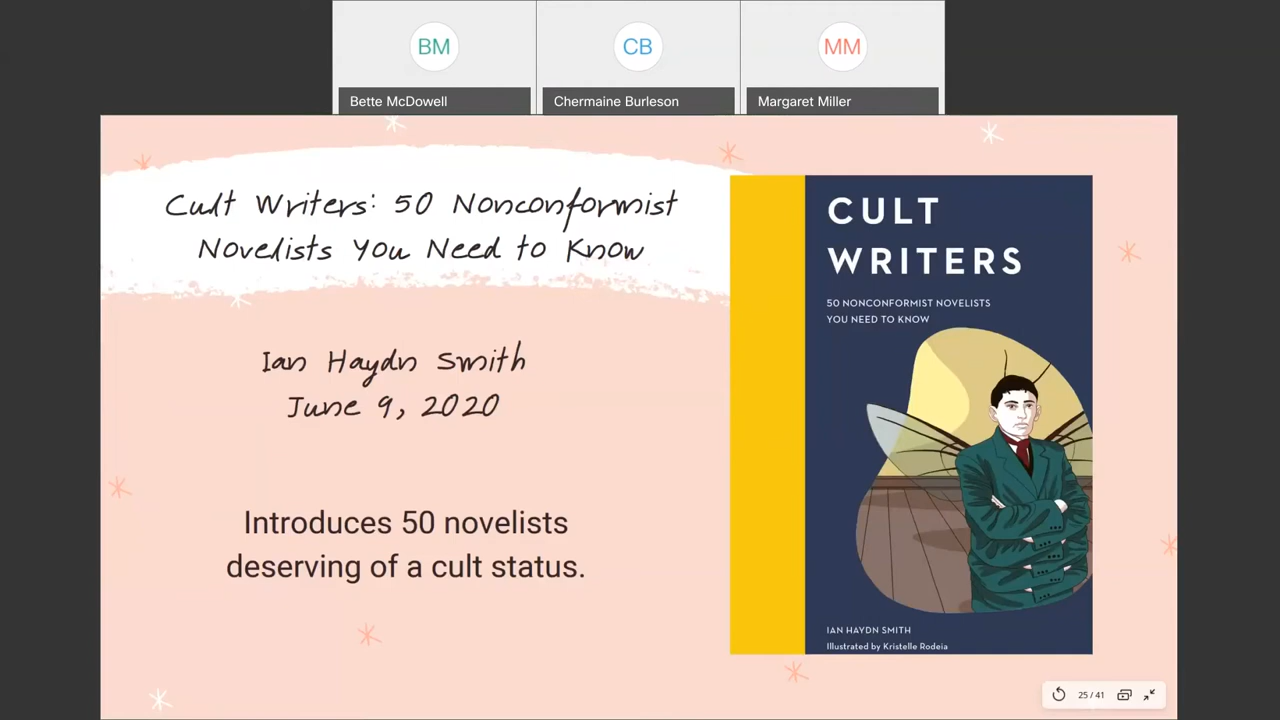 BM
CB
MM
Bette McDowell
Chermaine Burleson
Margaret Miller
Cult Writers: 50 Nonconformist
Novelists You Need to Know
Ian Haydn Smith
June 9, 2020
Introduces 50 novelists
deserving of a cult status.
CULT
WRITERS
50 NONCONFORMIST NOVELISTS
YOU NEED TO KNOW
IAN HAYDN SMITH
Illustrated by Kristelle Rodeia
25 / 41